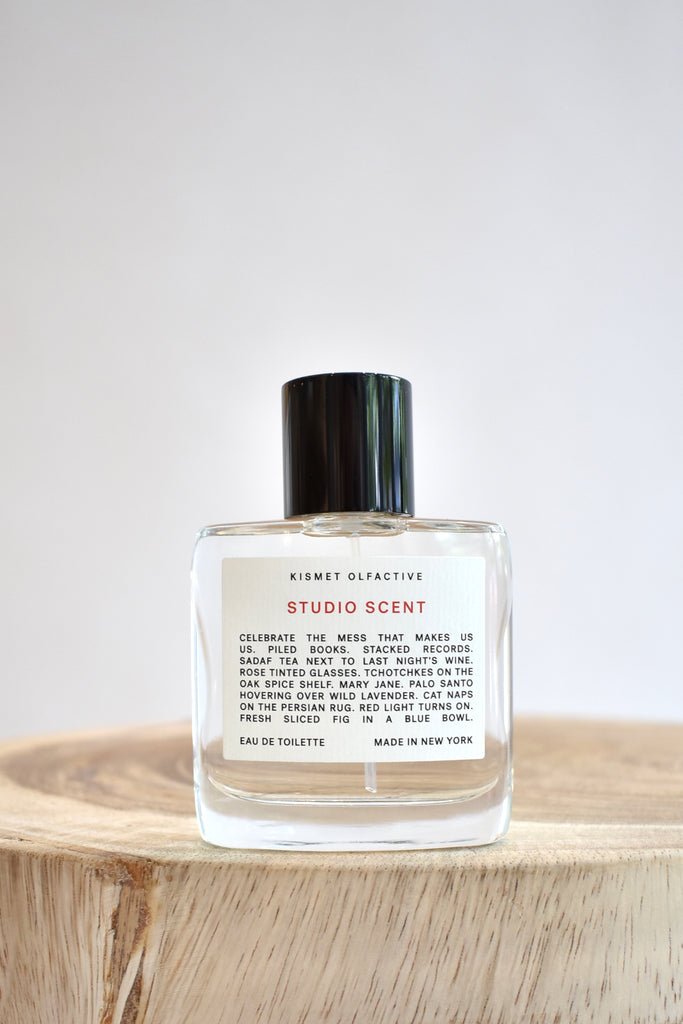 KISMET OLFACTIVE
STUDIO SCENT
CELEBRATE THE MESS THAT MAKES US
US. PILED BOOKS. STACKED RECORDS.
SADAF TEA NEXT TO LAST NIGHT'S WINE.
ROSE TINTED GLASSES. TCHOTCHKES ON THE
OAK SPICE SHELF. MARY JANE. PALO SANTO
HOVERING OVER WILD LAVENDER. CAT NAPS
ON THE PERSIAN RUG. RED LIGHT TURNS ON.
FRESH SLICED FIG IN A BLUE BOWL.
EAU DE TOILETTE MADE IN NEW YORK